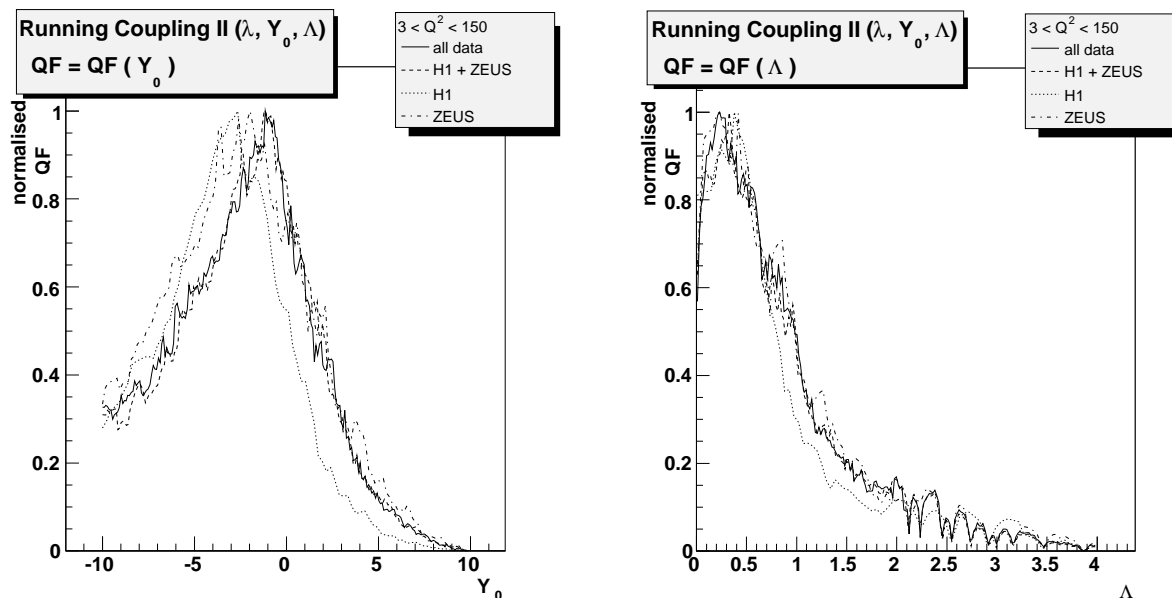 Running Coupling II (λ, Y0, Λ)
QF = QF ( Y0 )
3 < Q2 < 150
all data
H1 + ZEUS
H1
ZEUS
normalised
QF
1
0.8
0.6
0.4
0.2
0
-10 -5 0 5 10
Y0
Running Coupling II (λ, Y0, Λ)
QF = QF ( Λ )
3 < Q2 < 150
all data
H1 + ZEUS
H1
ZEUS
normalised
QF
1
0.8
0.6
0.4
0.2
0
0 0.5 1 1.5 2 2.5 3 3.5 4
Λ